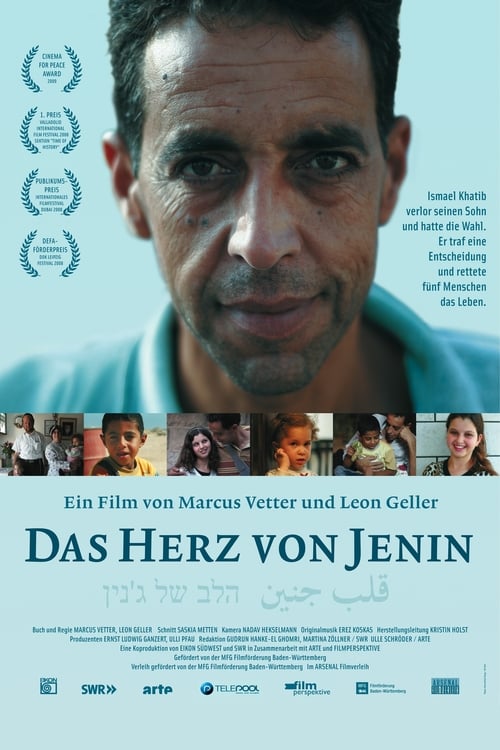 CINEMA
FOR PEACE
AWARD
2009
1. PREIS
VALLADOLID
INTERNATIONAL
FILM FESTIVAL 2008
SEKTION "TIME OF
HISTORY"
PUBLIKUMS-
PREIS
INTERNATIONALES
FILMFESTIVAL
DUBAI 2008
DEFA-
FÖRDERPREIS
DOK LEIPZIG
FESTIVAL 2008
Ismael Khatib
verlor seinen Sohn
und hatte die Wahl.
Er traf eine
Entscheidung
und rettete
fünf Menschen
das Leben.
Ein Film von Marcus Vetter und Leon Geller
DAS HERZ VON JENIN
הלב של ג'נין قلب جنين
Buch und Regie MARCUS VETTER, LEON GELLER Schnitt SASKIA METTEN Kamera NADAV HEKSELMANN Originalmusik EREZ KOSKAS Herstellungsleitung KRISTIN HOLST
Produzenten ERNST LUDWIG GANZERT, ULLI PFAU Redaktion GUDRUN HANKE-EL GHOMRI, MARTINA ZÖLLNER / SWR ULLE SCHRÖDER / ARTE
Eine Koproduktion von EIKON SÜDWEST und SWR in Zusammenarbeit mit ARTE und FILMPERSPEKTIVE
Gefördert von der MFG Filmförderung Baden-Württemberg
Verleih gefördert von der MFG Filmförderung Baden-Württemberg Im ARSENAL Filmverleih
EIKON SWR>> arte TELEPOOL film perspektive MFG Filmförderung Baden-Württemberg ARSENAL